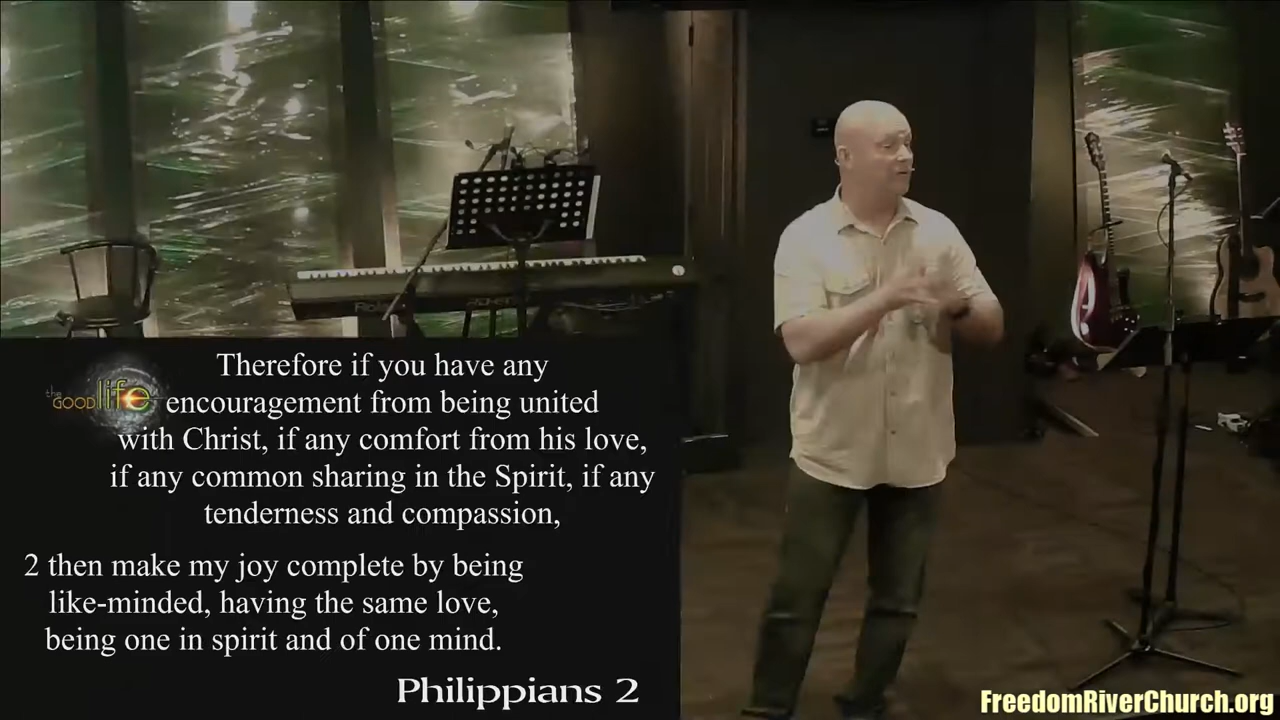 Therefore if you have any
encouragement from being united
with Christ, if any comfort from his love,
if any common sharing in the Spirit, if any
tenderness and compassion,
2 then make my joy complete by being
like-minded, having the same love,
being one in spirit and of one mind.
Philippians 2
the
GOOD life
Roland
FreedomRiverChurch.org